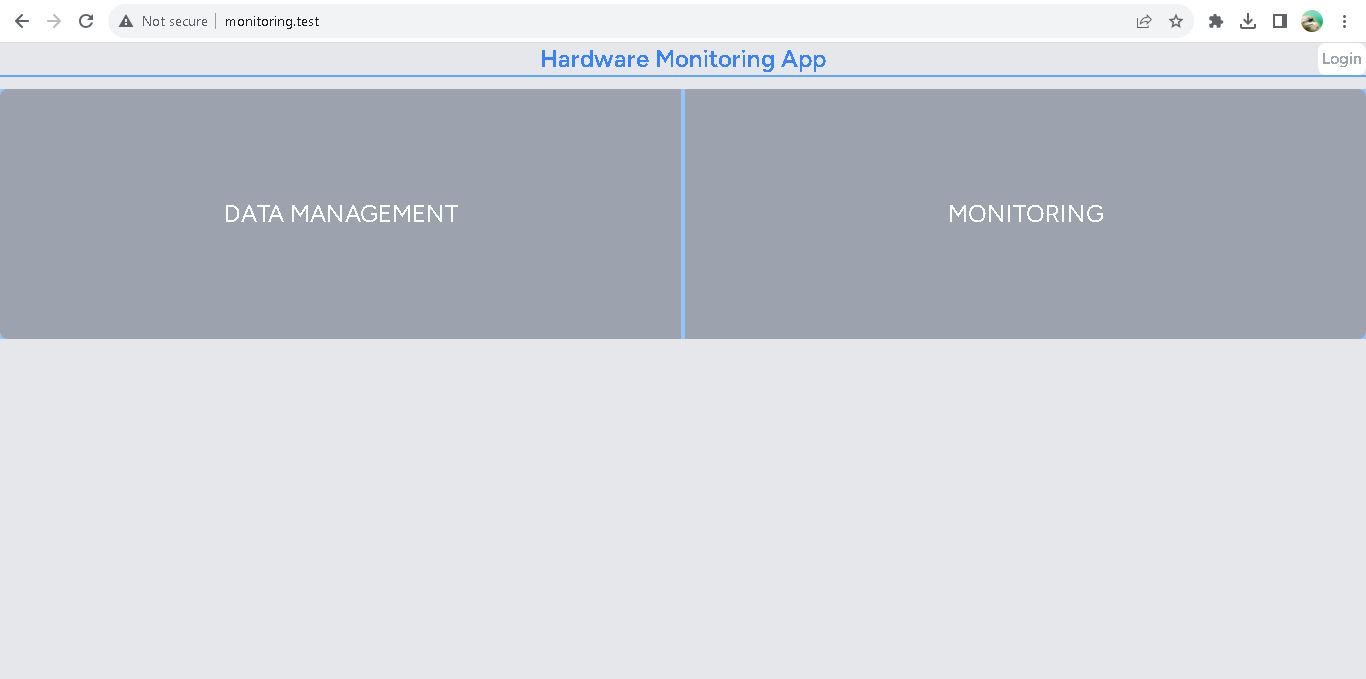 Not secure monitoring.test
Hardware Monitoring App
Login
DATA MANAGEMENT
MONITORING